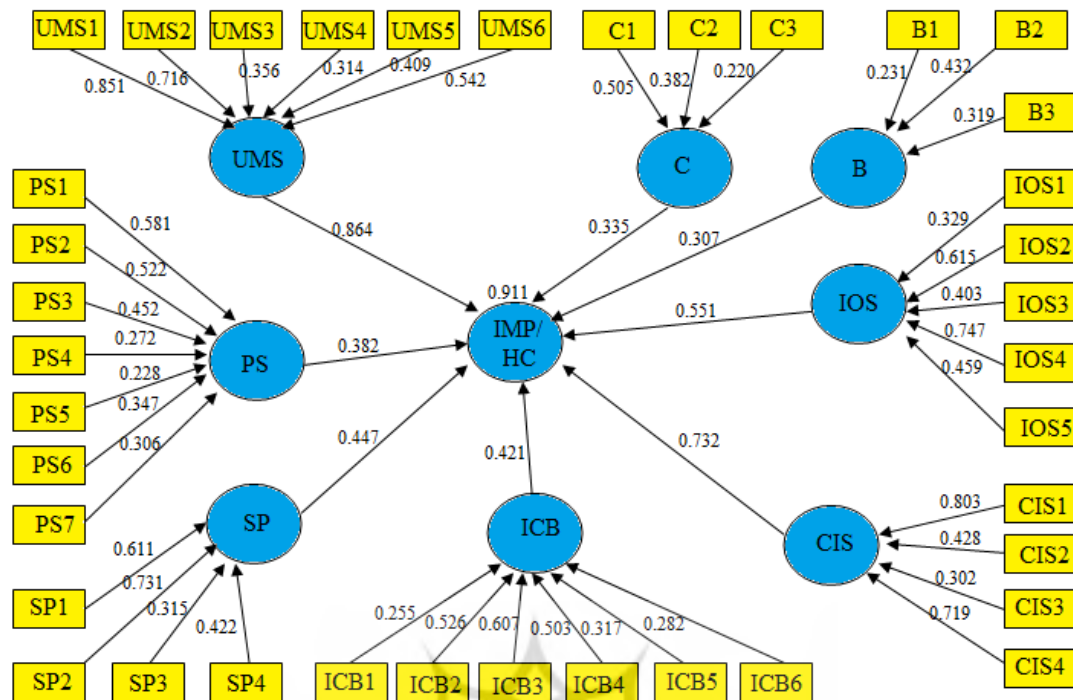 UMS1 UMS2 UMS3 UMS4 UMS5 UMS6 C1 C2 C3 B1 B2
0.851 0.716 0.356 0.314 0.409 0.542
0.505 0.382 0.220
0.231 0.432
0.319 B3
UMS
C
B
PS1
0.581
PS2
0.522
PS3
0.452
PS4
0.272
PS5
0.228
0.347
PS6
0.306
PS7
PS
0.864
0.335
0.307
0.911
IMP/
HC
0.382
0.551
IOS
IOS1
0.329
IOS2
0.615
IOS3
0.403
0.747
IOS4
0.459
IOS5
0.447
0.421
0.732
SP
ICB
CIS
0.611
0.731
0.315
0.422
SP1
SP2 SP3 SP4
0.255 0.526 0.607 0.503 0.317 0.282
ICB1 ICB2 ICB3 ICB4 ICB5 ICB6
0.803 CIS1
0.428 CIS2
0.302 CIS3
0.719 CIS4